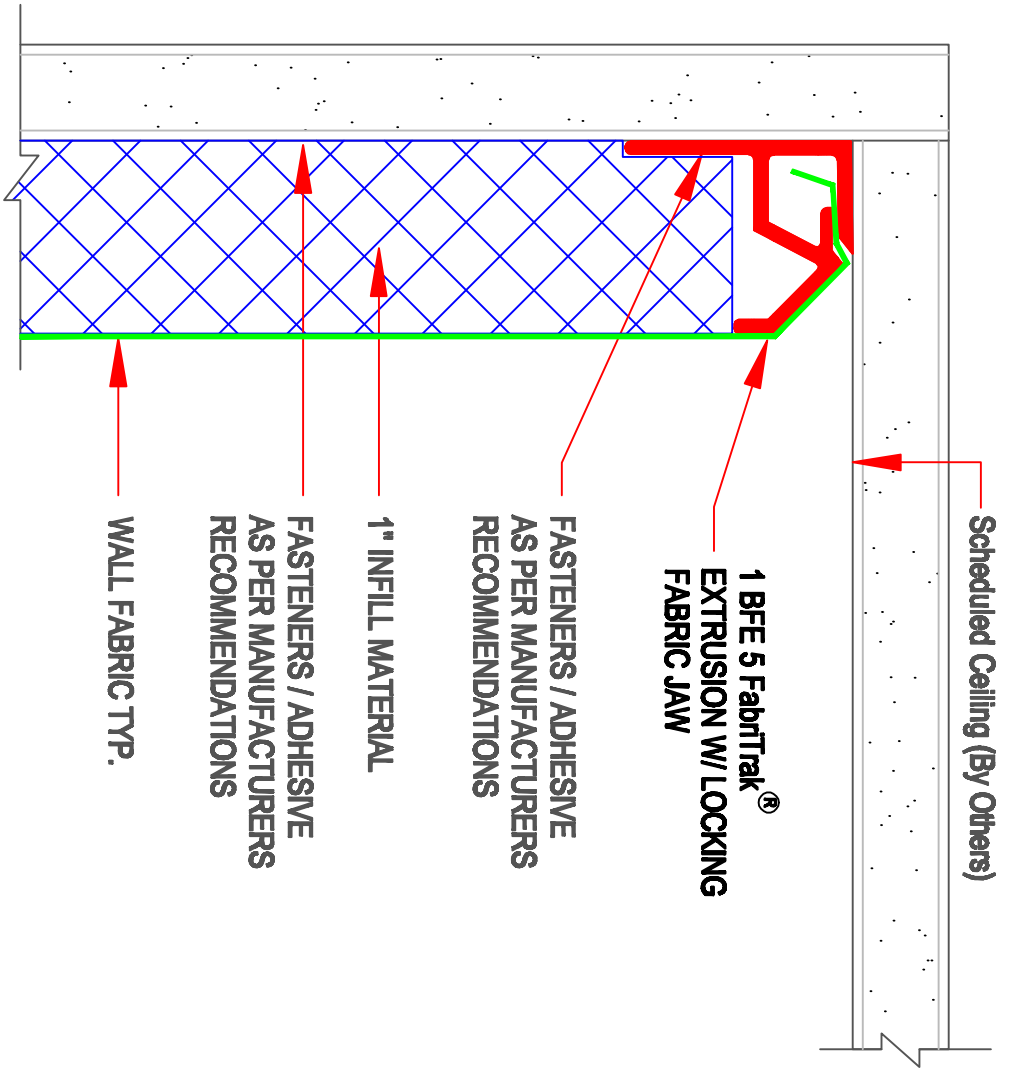 Scheduled Ceiling (By Others)
1 BFE 5 FabriTrak®
EXTRUSION W/ LOCKING
FABRIC JAW
FASTENERS / ADHESIVE
AS PER MANUFACTURERS
RECOMMENDATIONS
1" INFILL MATERIAL
FASTENERS / ADHESIVE
AS PER MANUFACTURERS
RECOMMENDATIONS
WALL FABRIC TYP.